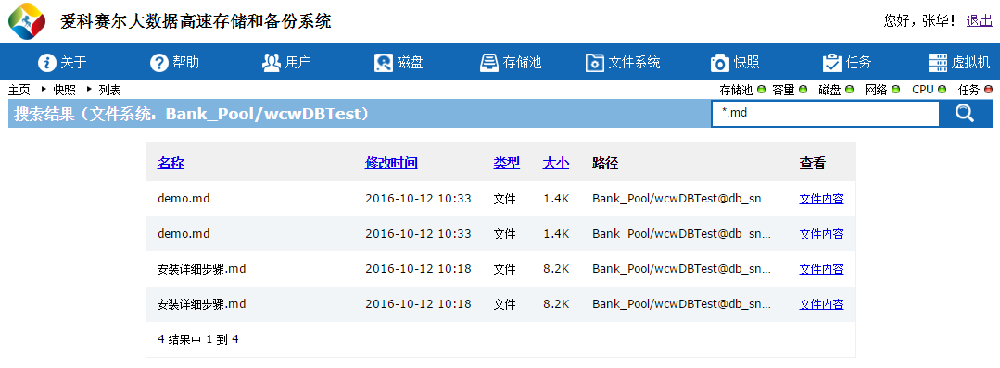 爱科赛尔大数据高速存储和备份系统 您好，张华！ 退出
关于 帮助 用户 磁盘 存储池 文件系统 快照 任务 虚拟机
主页 快照 列表 存储池 容量 磁盘 网络 CPU 任务
搜索结果（文件系统：Bank_Pool/wcwDBTest） *.md
名称 修改时间 类型 大小 路径 查看
demo.md 2016-10-12 10:33 文件 1.4K Bank_Pool/wcwDBTest@db_sn... 文件内容
demo.md 2016-10-12 10:33 文件 1.4K Bank_Pool/wcwDBTest@db_sn... 文件内容
安装详细步骤.md 2016-10-12 10:18 文件 8.2K Bank_Pool/wcwDBTest@db_sn... 文件内容
安装详细步骤.md 2016-10-12 10:18 文件 8.2K Bank_Pool/wcwDBTest@db_sn... 文件内容
4 结果中 1 到 4